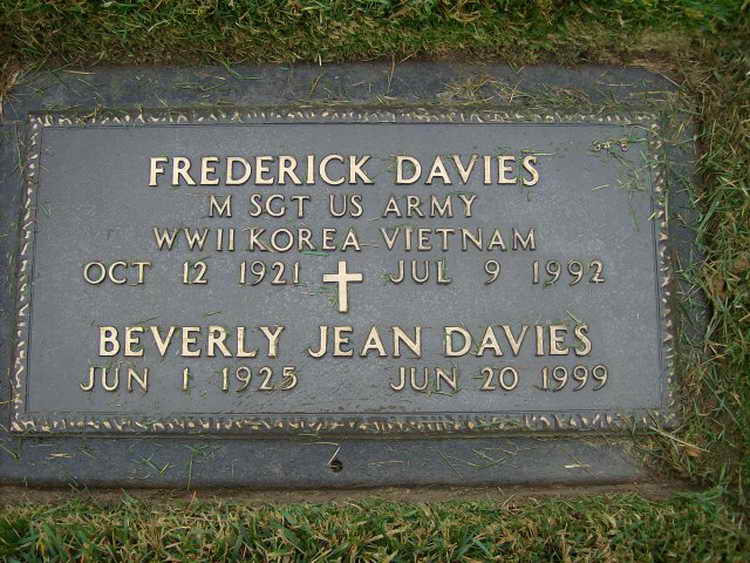 FREDERICK DAVIES
M SGT US ARMY
WWII KOREA VIETNAM
OCT 12 1921 JUL 9 1992
BEVERLY JEAN DAVIES
JUN 1 1925 JUN 20 1999